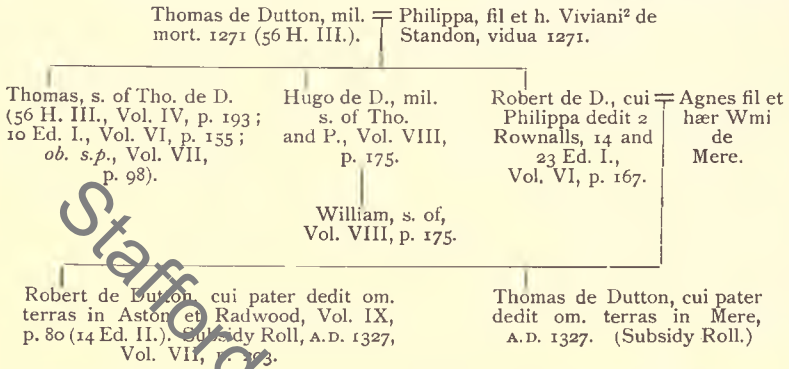 Thomas de Dutton, mil. = Philippa, fil et h. Viviani² de
mort. 1271 (56 H. III.). Standon, vidua 1271.
Thomas, s. of Tho. de D.
(56 H. III., Vol. IV, p. 193 ;
10 Ed. I., Vol. VI, p. 155 ;
ob. s.p., Vol. VII,
p. 98).
Hugo de D., mil.
s. of Tho.
and P., Vol. VIII,
p. 175.
William, s. of,
Vol. VIII, p. 175.
Robert de D., cui =
Philippa dedit 2
Rownalls, 14 and
23 Ed. I.,
Vol. VI, p. 167.
Agnes fil et
hær Wmi
de
Mere.
Robert de Dutton, cui pater dedit om.
terras in Aston et Radwood, Vol. IX,
p. 80 (14 Ed. II.). Subsidy Roll, A.D. 1327,
Vol. VII, p.
Thomas de Dutton, cui pater
dedit om. terras in Mere,
A.D. 1327. (Subsidy Roll.)
Stafford